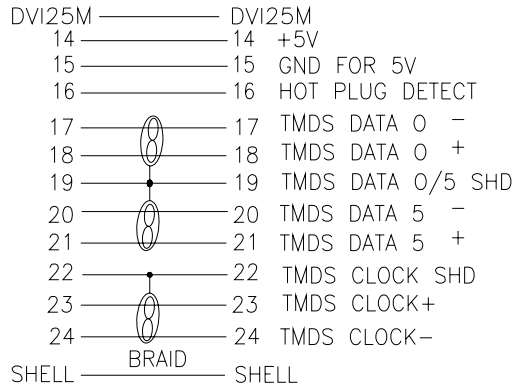 DVI25M DVI25M
14 14 +5V
15 15 GND FOR 5V
16 16 HOT PLUG DETECT
17 17 TMDS DATA 0 −
18 18 TMDS DATA 0 +
19 19 TMDS DATA 0/5 SHD
20 20 TMDS DATA 5 −
21 21 TMDS DATA 5 +
22 22 TMDS CLOCK SHD
23 23 TMDS CLOCK+
24 24 TMDS CLOCK−
BRAID
SHELL SHELL